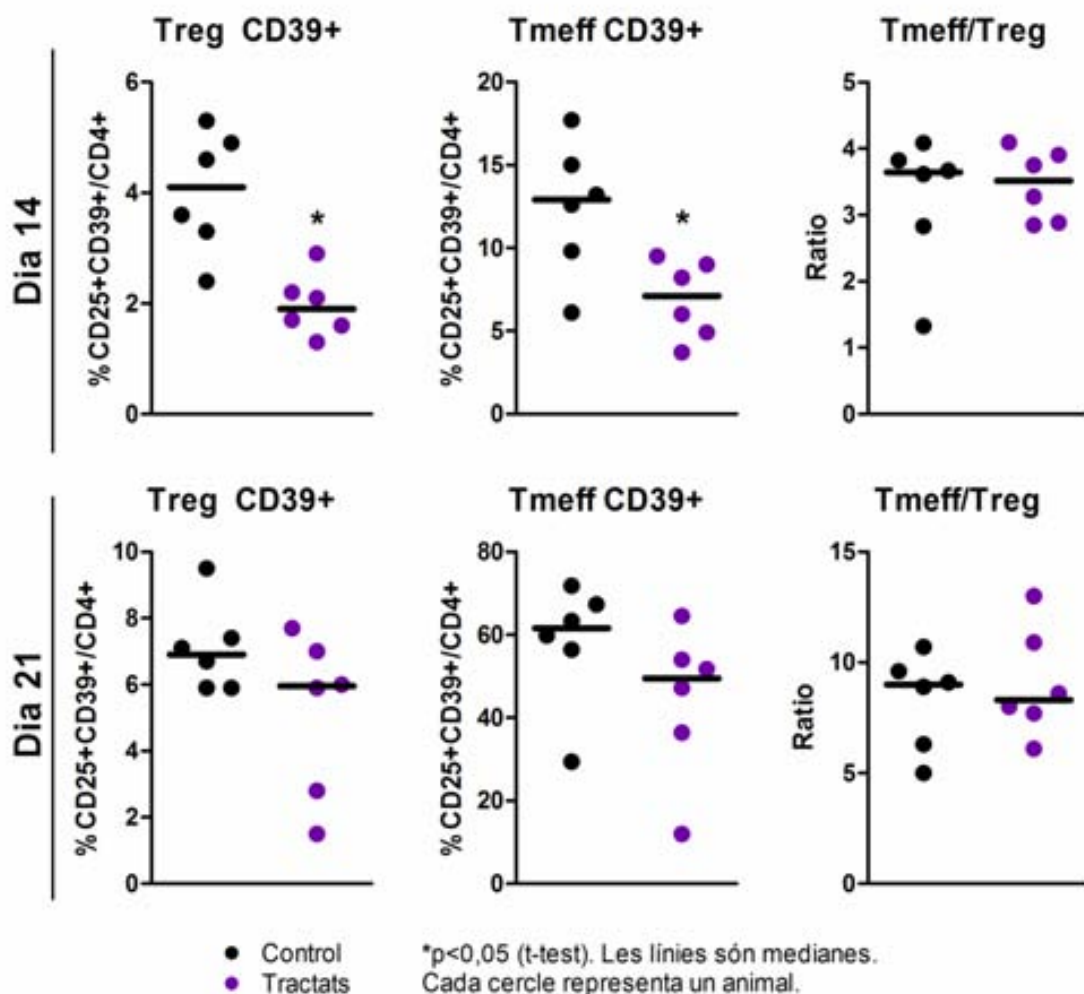 Treg CD39+
Tmeff CD39+
Tmeff/Treg
Dia 14
%CD25+CD39+/CD4+
6
4
2
0
%CD25+CD39+/CD4+
20
15
10
5
0
Ratio
5
4
3
2
1
0
*
*
Treg CD39+
Tmeff CD39+
Tmeff/Treg
Dia 21
%CD25+CD39+/CD4+
10
8
6
4
2
0
%CD25+CD39+/CD4+
80
60
40
20
0
Ratio
15
10
5
0
Control
Tractats
*p<0,05 (t-test). Les línies són medianes.
Cada cercle representa un animal.